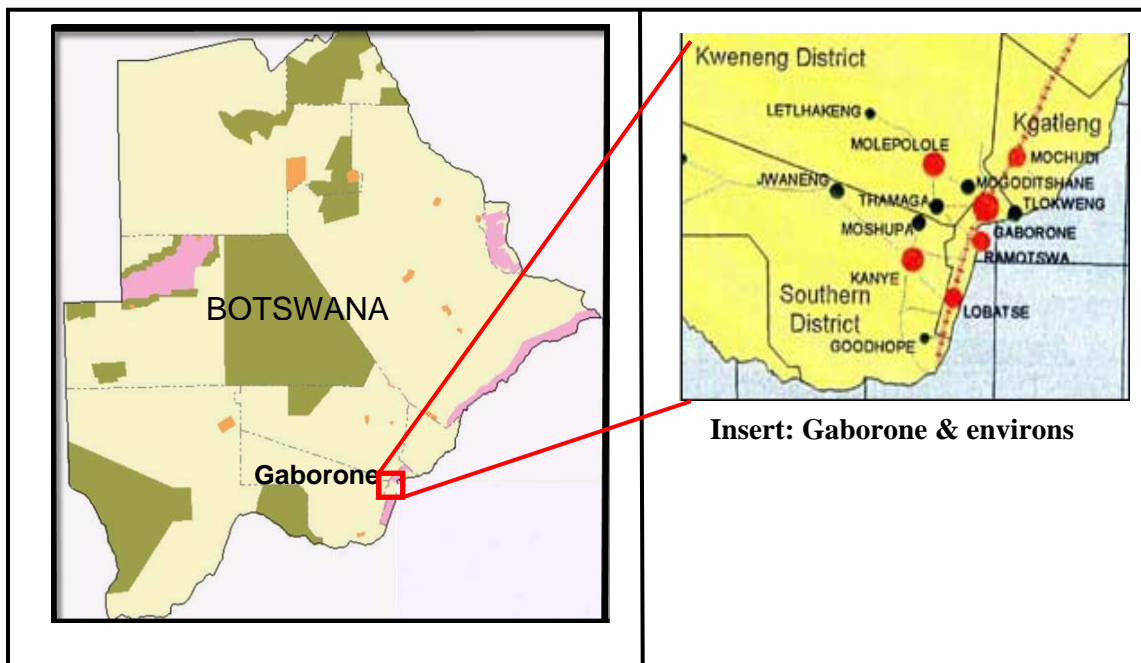 BOTSWANA
Gaborone
Kweneng District
LETLHAKENG
Kgatleng
MOLEPOLOLE
MOCHUDI
JWANENG
MOGODITSHANE
THAMAGA
TLOKWENG
MOSHUPA
GABORONE
RAMOTSWA
KANYE
Southern
District
LOBATSE
GOODHOPE
Insert: Gaborone & environs